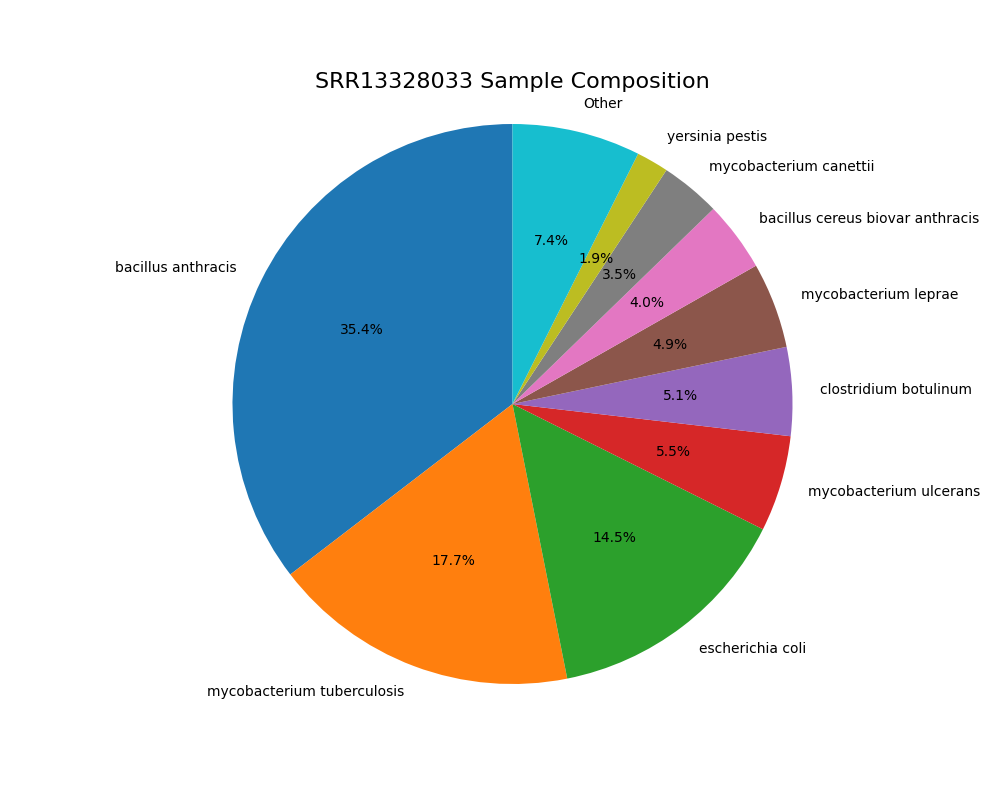 SRR13328033 Sample Composition
Other
yersinia pestis
mycobacterium canettii
bacillus cereus biovar anthracis
bacillus anthracis
mycobacterium leprae
clostridium botulinum
mycobacterium ulcerans
escherichia coli
mycobacterium tuberculosis
7.4%
1.9%
3.5%
4.0%
35.4%
4.9%
5.1%
5.5%
14.5%
17.7%